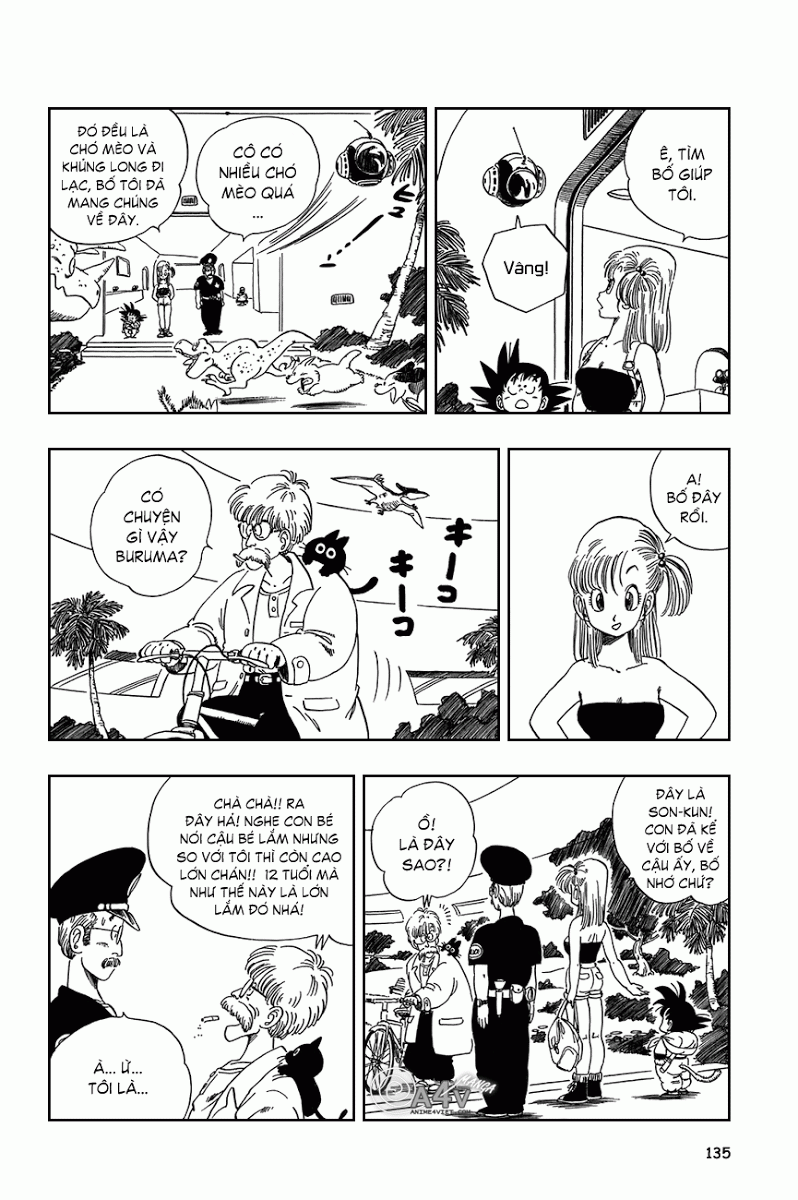 Ê, TÌM
BỐ GIÚP
TÔI.
Vâng!
CÔ CÓ
NHIỀU CHÓ
MÈO QUÁ
...
ĐÓ ĐỀU LÀ
CHÓ MÈO VÀ
KHỦNG LONG ĐI
LẠC, BỐ TÔI ĐÃ
MANG CHÚNG
VỀ ĐÂY.
A!
BỐ ĐÂY
RỒI.
キーコ
キーコ
CÓ
CHUYỆN
GÌ VẬY
BURUMA?
ĐÂY LÀ
SON-KUN!
CON ĐÃ KỂ
VỚI BỐ VỀ
CẬU ẤY, BỐ
NHỚ CHỨ?
Ồ!
LÀ ĐÂY
SAO?!
CHÀ CHÀ!! RA
ĐÂY HẢ! NGHE CON BÉ
NÓI CẬU BÉ LẮM NHƯNG
SO VỚI TÔI THÌ CÒN CAO
LỚN CHÁN!! 12 TUỔI MÀ
NHƯ THẾ NÀY LÀ LỚN
LẮM ĐÓ NHÁ!
À... Ừ...
TÔI LÀ...
A4V
ANIME4VIET.COM
135